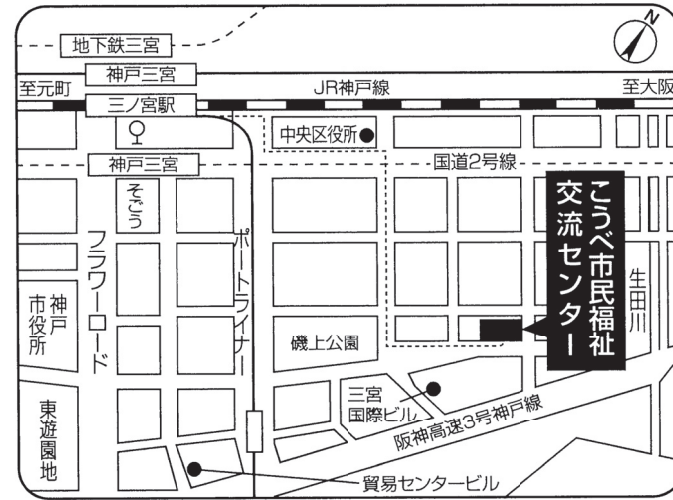 N
地下鉄三宮
神戸三宮
至元町
JR神戸線
至大阪
三ノ宮駅
中央区役所
神戸三宮
国道2号線
そごう
フラワーロード
ポートライナー
こうべ市民福祉
交流センター
生田川
神戸
市役所
磯上公園
三宮
国際ビル
阪神高速3号神戸線
東遊園地
貿易センタービル